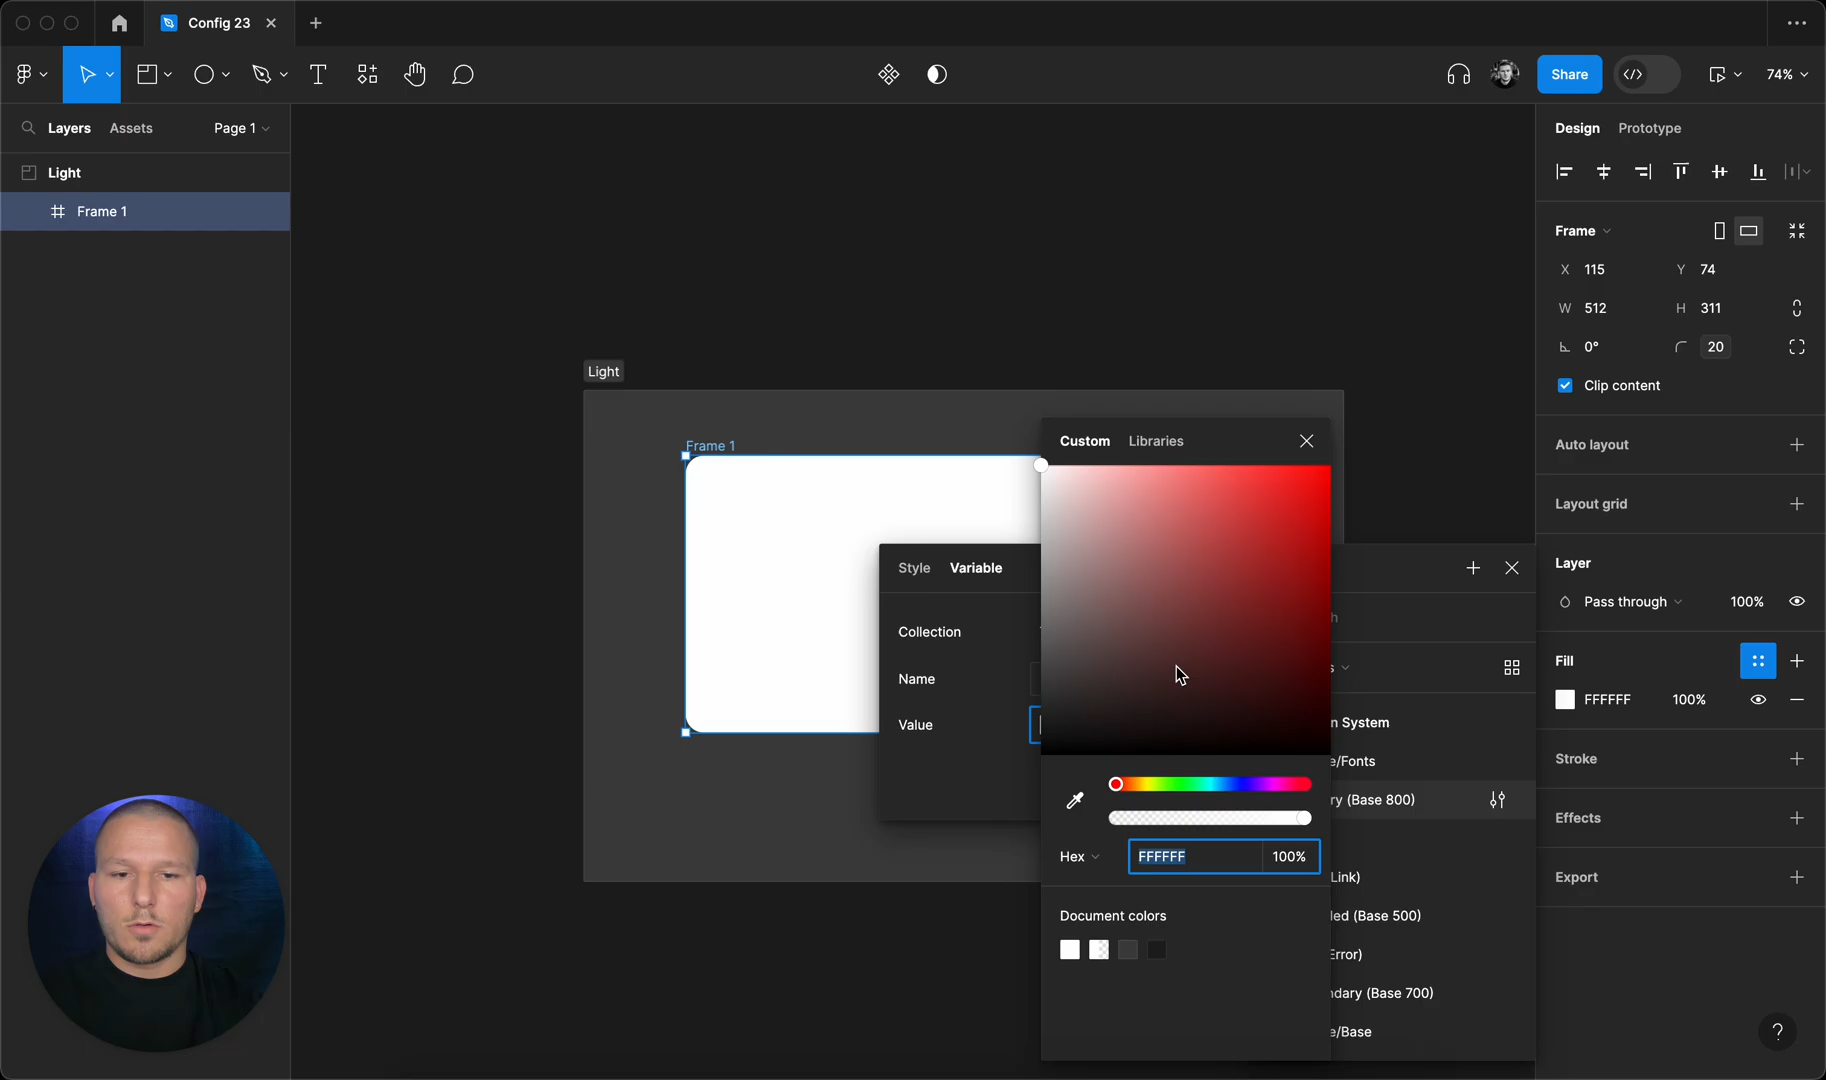 Config 23
Share
74%
Layers Assets Page 1
Light
Frame 1
Design Prototype
Frame
X 115 Y 74
W 512 H 311
0° 20
Clip content
Auto layout
Layout grid
Layer
Pass through 100%
Fill
FFFFFF 100%
Stroke
Effects
Export
?
Light
Frame 1
Style Variable
Collection
Name
Value
Custom Libraries
Hex FFFFFF 100%
Document colors
h
s
n System
e/Fonts
ry (Base 800)
Link)
led (Base 500)
Error)
ndary (Base 700)
e/Base